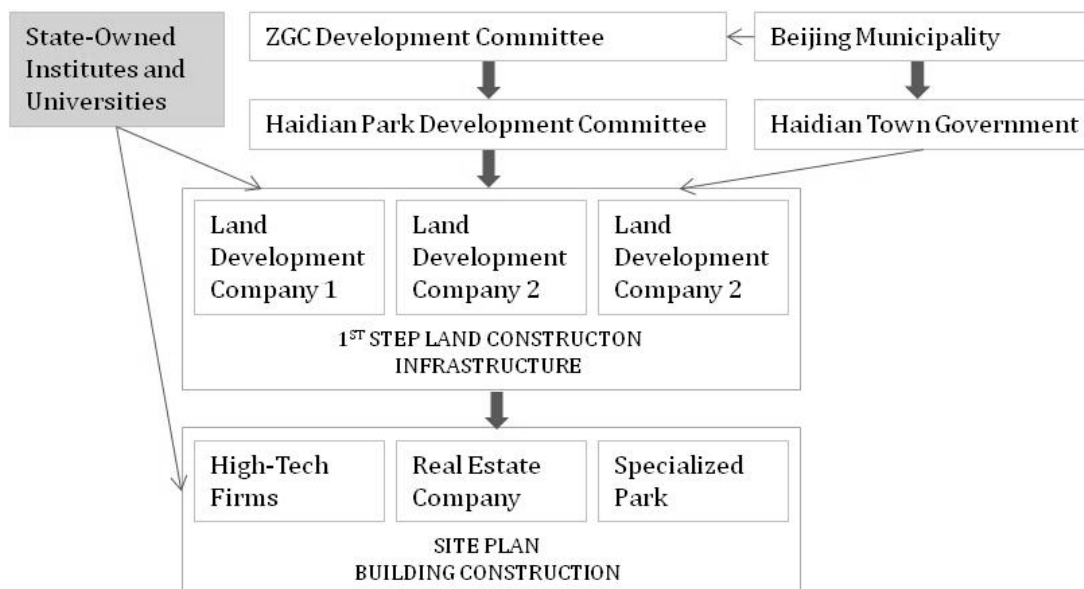 State-Owned
Institutes and
Universities
ZGC Development Committee
Beijing Municipality
Haidian Park Development Committee
Haidian Town Government
Land
Development
Company 1
Land
Development
Company 2
Land
Development
Company 2
1ST STEP LAND CONSTRUCTON
INFRASTRUCTURE
High-Tech
Firms
Real Estate
Company
Specialized
Park
SITE PLAN
BUILDING CONSTRUCTION